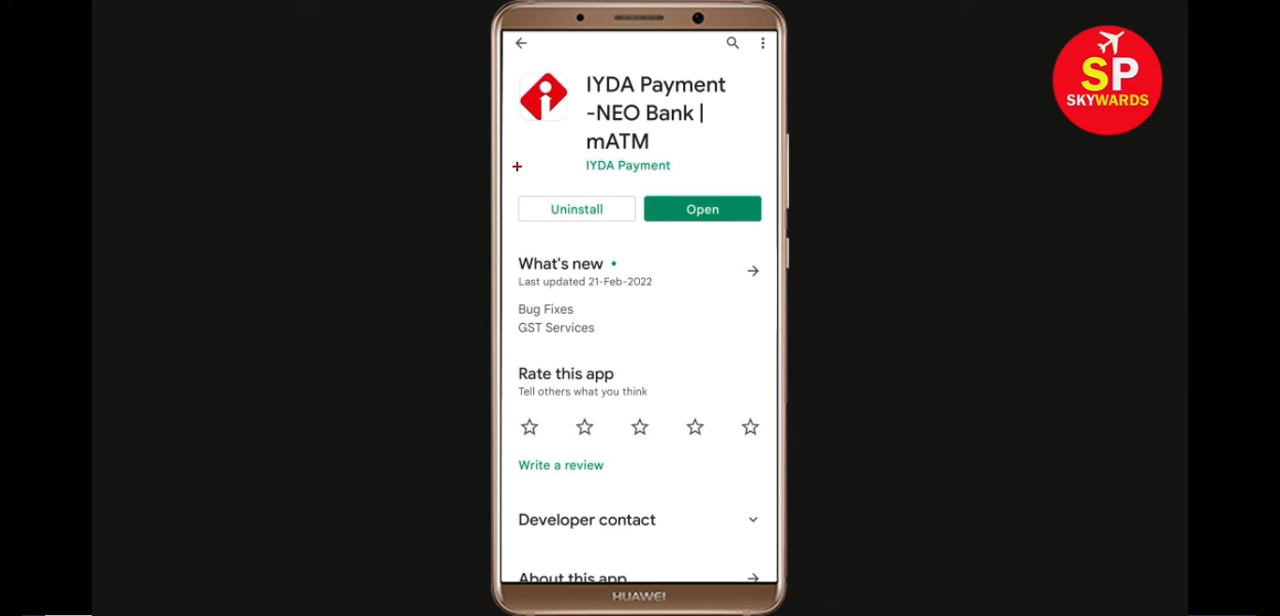 IYDA Payment
-NEO Bank |
mATM
IYDA Payment
Uninstall
Open
What's new
Last updated 21-Feb-2022
Bug Fixes
GST Services
Rate this app
Tell others what you think
Write a review
Developer contact
About this app
HUAWEI
SP
SKYWARDS